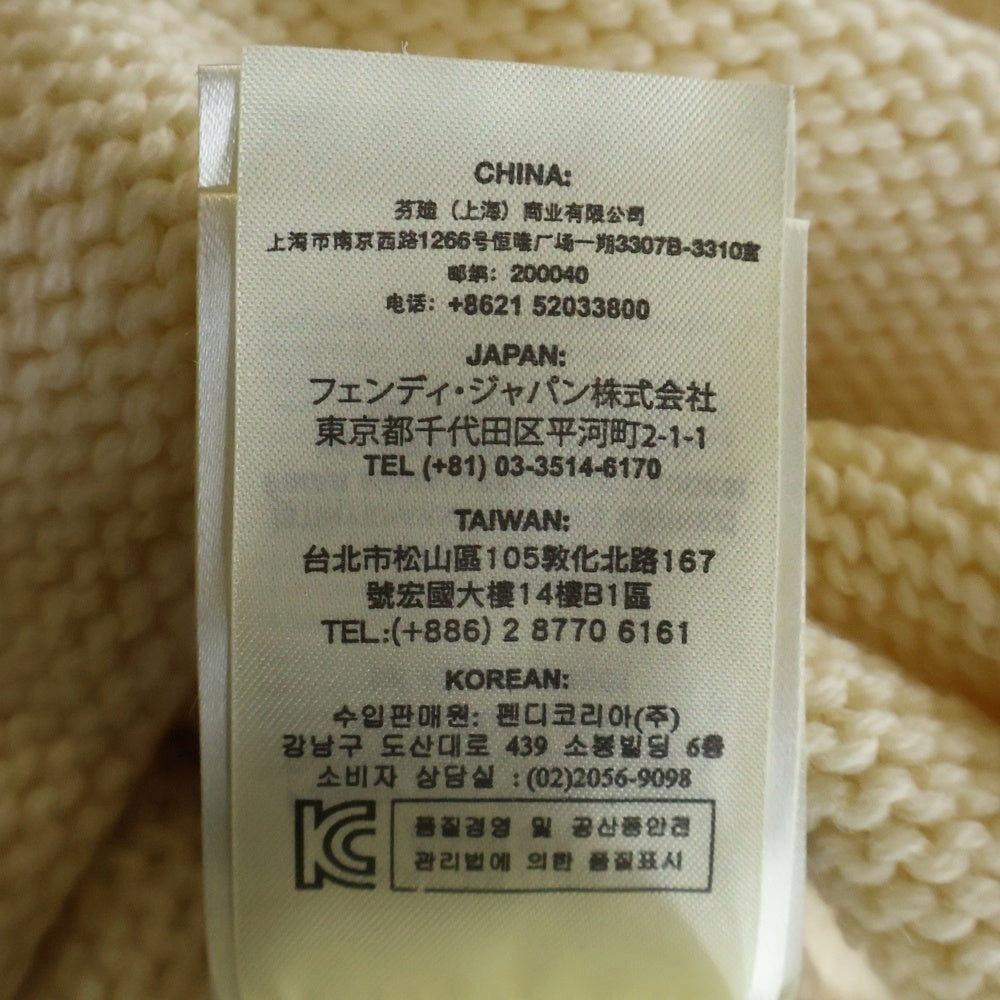 CHINA:
芬迪（上海）商业有限公司
上海市南京西路1266号恒隆广场一期3307B-3310室
邮编：200040
电话：+8621 52033800
JAPAN:
フェンディ・ジャパン株式会社
東京都千代田区平河町2-1-1
TEL (+81) 03-3514-6170
TAIWAN:
台北市松山區105敦化北路167
號宏國大樓14樓B1區
TEL.:(+886) 2 8770 6161
KOREAN:
수입판매원: 펜디코리아(주)
강남구 도산대로 439 소봉빌딩 6층
소비자 상담실 :(02)2056-9098
KC
품질경영 및 공산품안전
관리법에 의한 품질표시